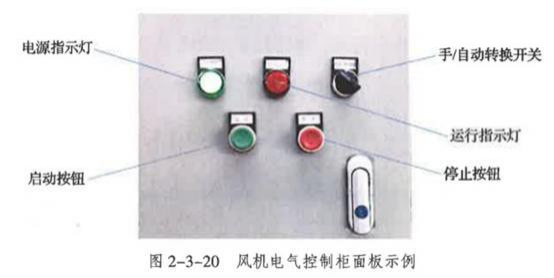 电源指示灯
手/自动转换开关
运行指示灯
启动按钮
停止按钮
图 2-3-20 风机电气控制柜面板示例